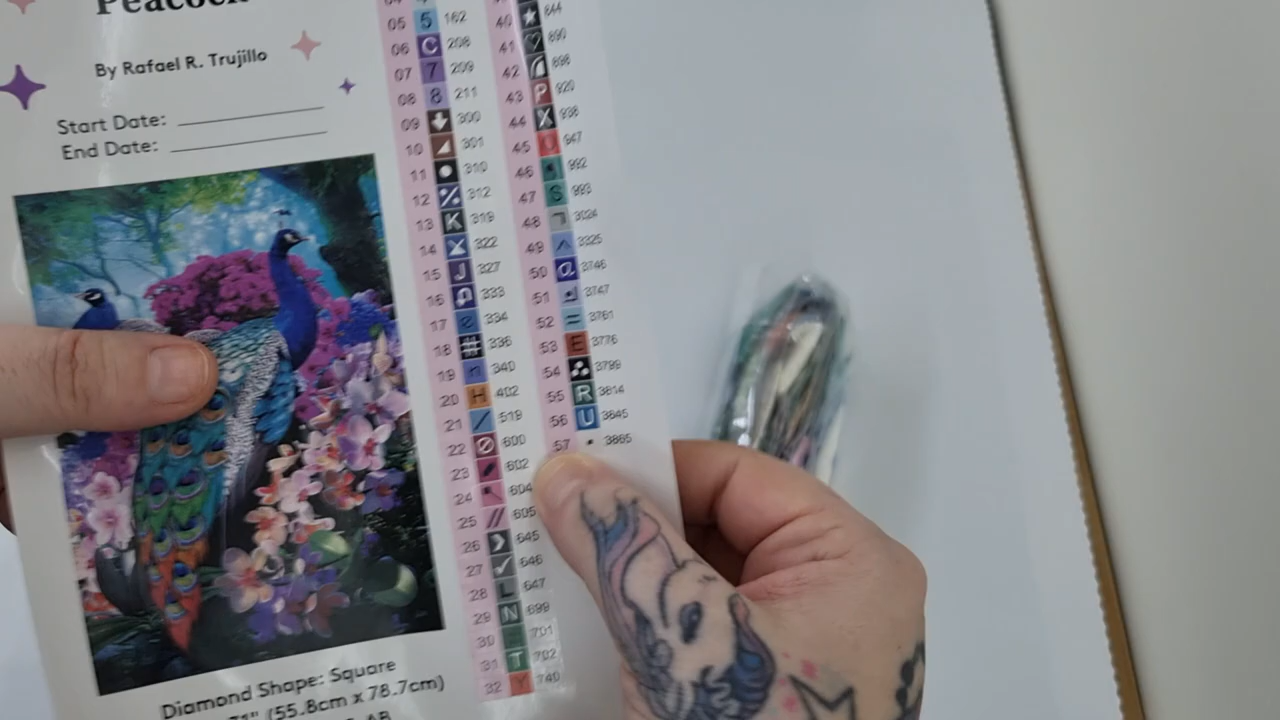 Peacock
By Rafael R. Trujillo
Start Date:
End Date:
Diamond Shape: Square
(55.8cm x 78.7cm)
05 5 162
06 C 208
07 7 209
08 8 211
09 300
10 301
11 310
12 % 312
13 K 319
14 322
15 J 327
16 333
17 334
18 # 336
19 n 340
20 H 402
21 / 519
22 600
23 602
24 604
25 // 605
26 645
27 ✓ 646
28 L 647
29 N 699
30 701
31 T 702
32 Y 740
40 ★ 844
41 ♡ 890
42 898
43 P 920
44 X 938
45 947
46 992
47 S 993
48 3024
49 ^ 3325
50 a 3746
51 3747
52 = 3761
53 E 3776
54 3799
55 R 3814
56 U 3845
57 • 3865